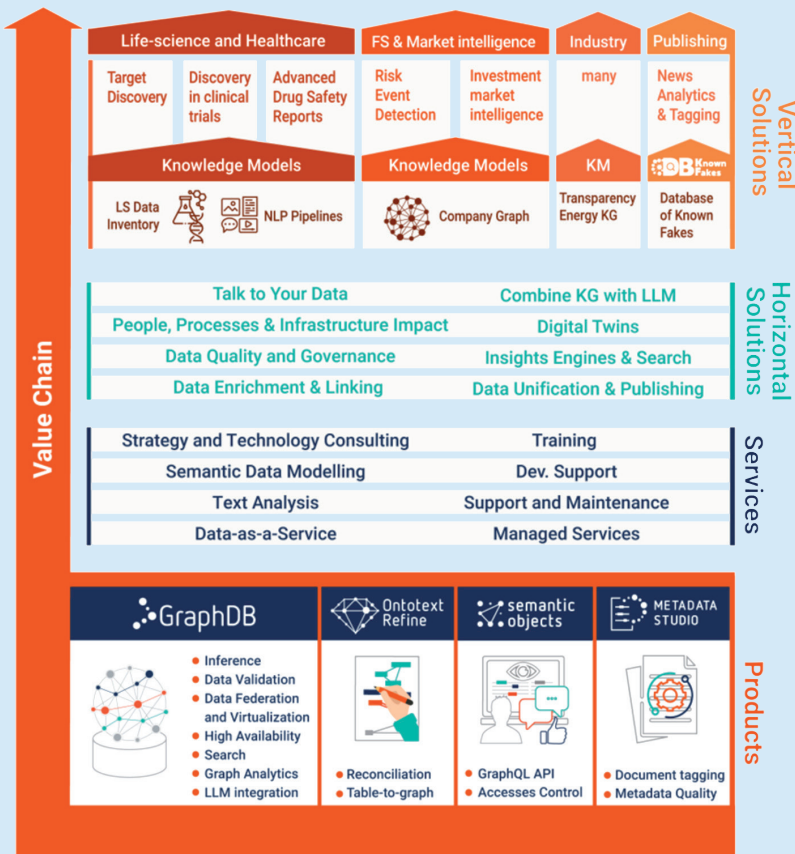 Life-science and Healthcare
FS & Market intelligence
Industry
Publishing
Target
Discovery
Discovery
in clinical
trials
Advanced
Drug Safety
Reports
Risk
Event
Detection
Investment
market
intelligence
many
News
Analytics
& Tagging
Knowledge Models
Knowledge Models
KM
DB Known
Fakes
LS Data
Inventory
NLP Pipelines
Company Graph
Transparency
Energy KG
Database
of Known
Fakes
Vertical
Solutions
Talk to Your Data
Combine KG with LLM
People, Processes & Infrastructure Impact
Digital Twins
Data Quality and Governance
Insights Engines & Search
Data Enrichment & Linking
Data Unification & Publishing
Horizontal
Solutions
Value Chain
Strategy and Technology Consulting
Training
Semantic Data Modelling
Dev. Support
Text Analysis
Support and Maintenance
Data-as-a-Service
Managed Services
Services
GraphDB
Inference
Data Validation
Data Federation
and Virtualization
High Availability
Search
Graph Analytics
LLM integration
Ontotext
Refine
Reconciliation
Table-to-graph
semantic
objects
GraphQL API
Accesses Control
METADATA
STUDIO
Document tagging
Metadata Quality
Products